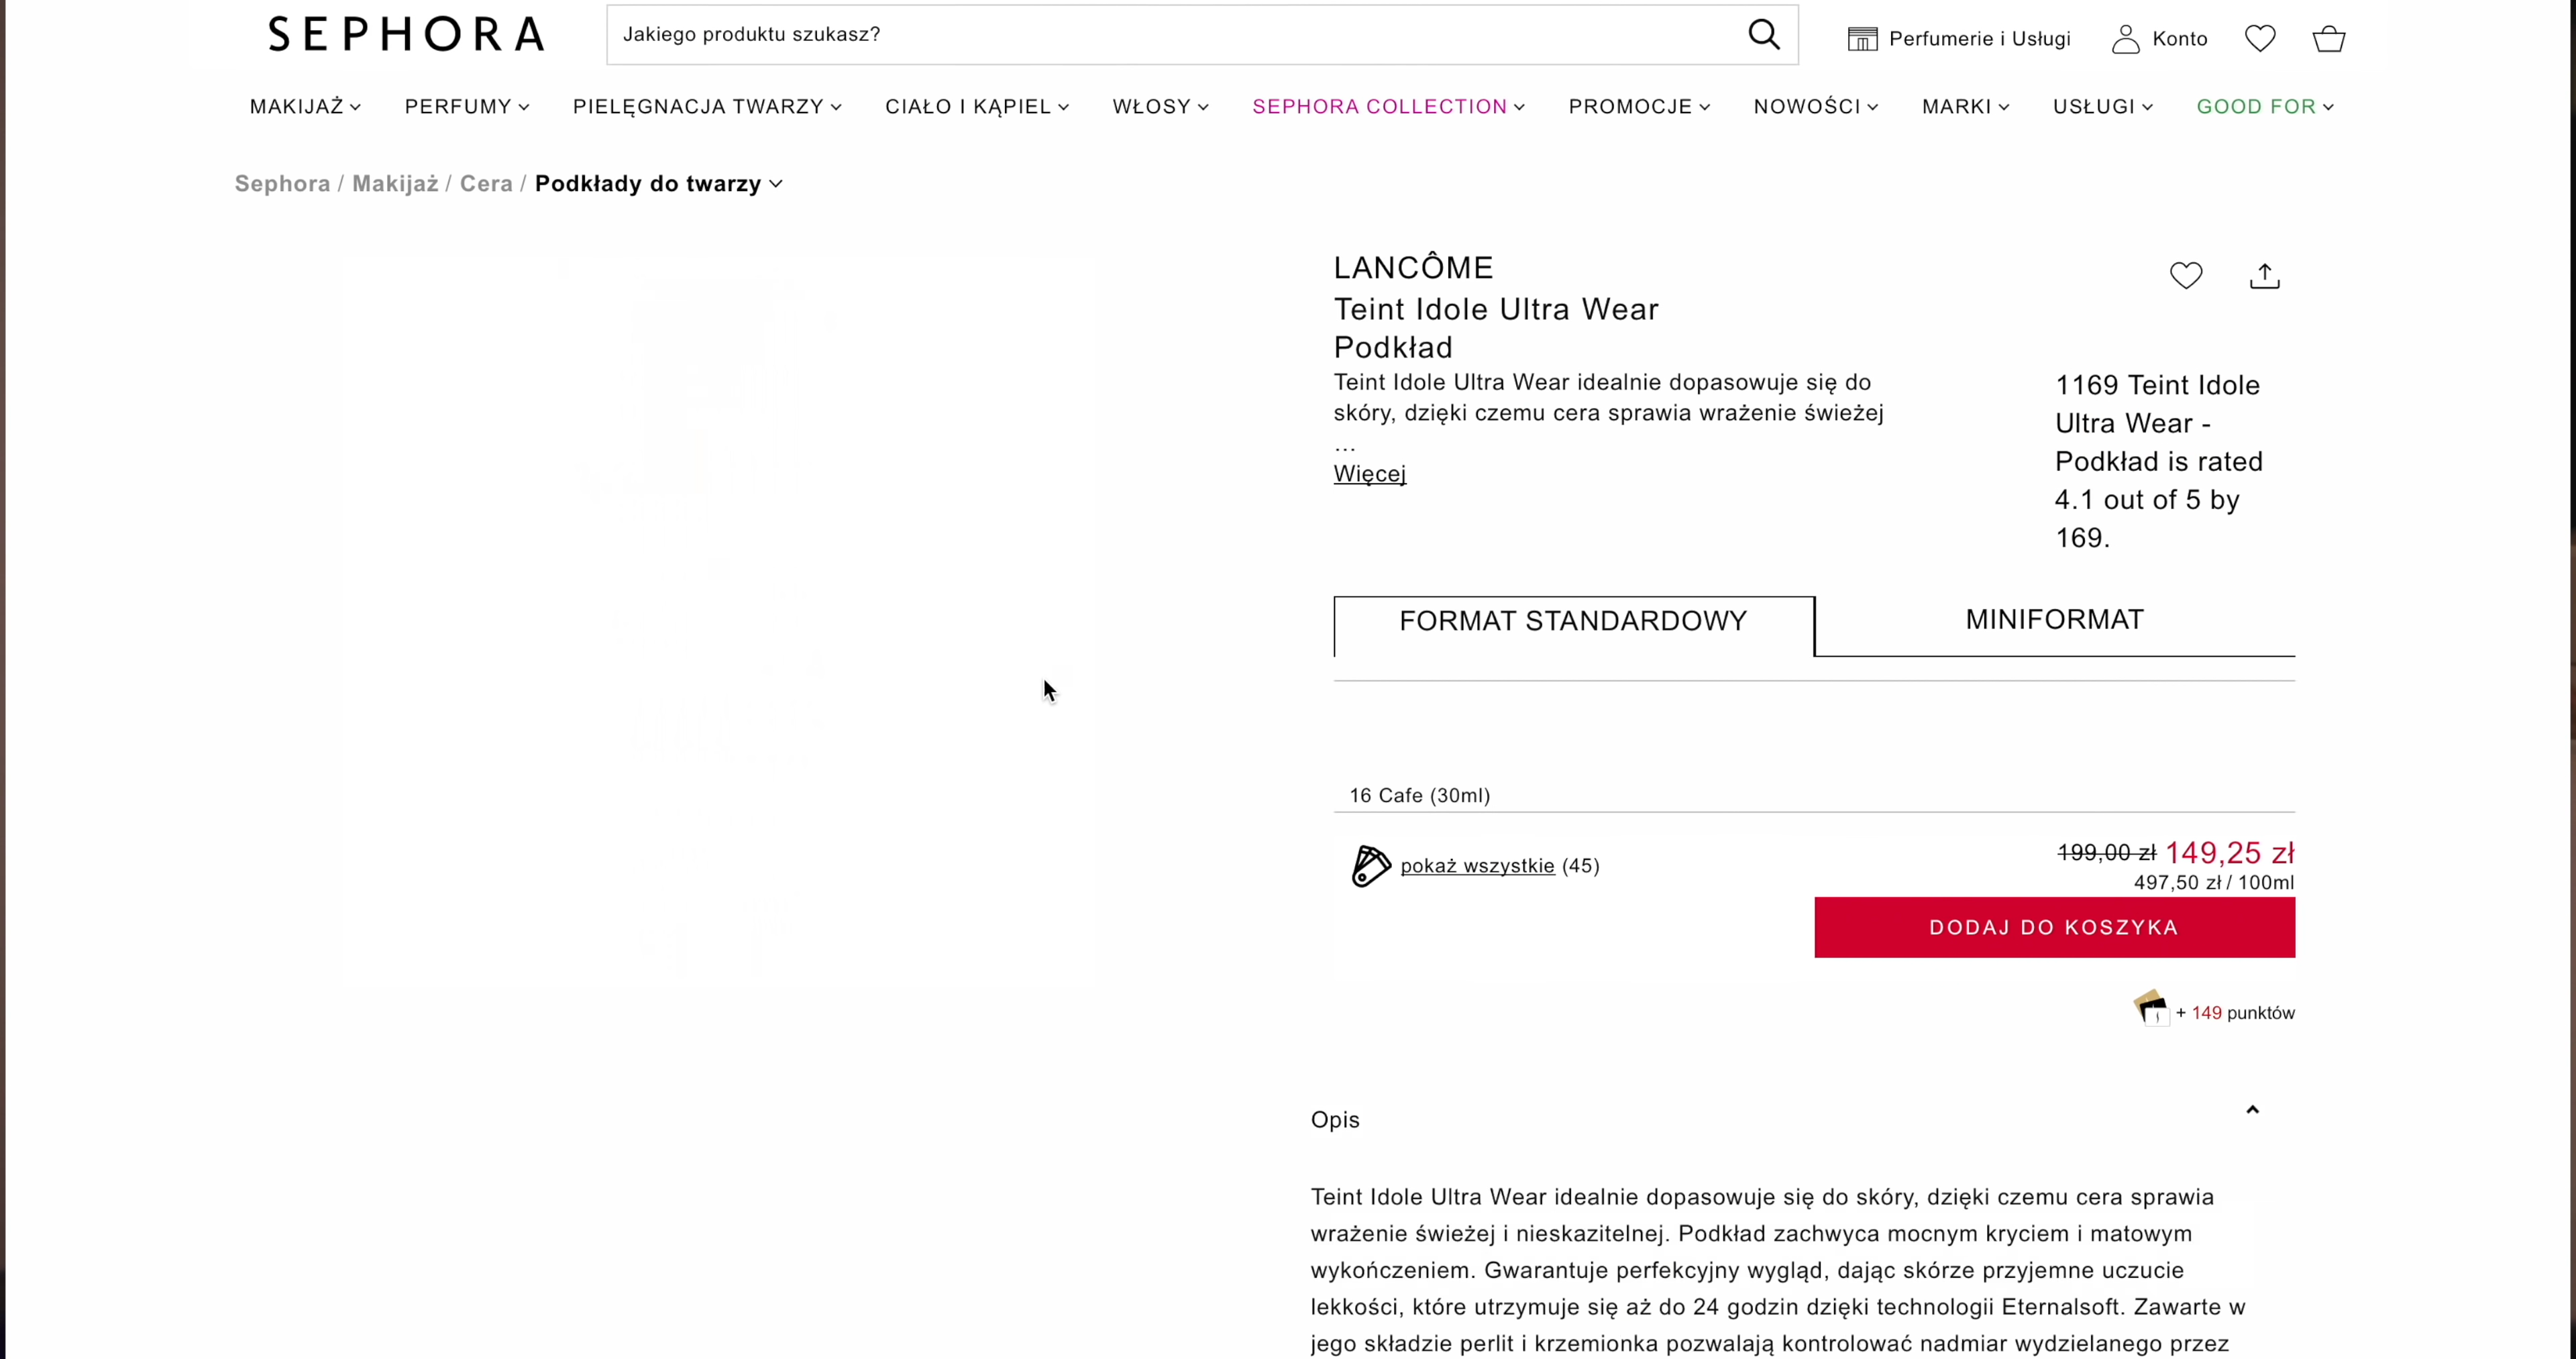 SEPHORA
Jakiego produktu szukasz?
Perfumerie i Usługi
Konto
MAKIJAŻ
PERFUMY
PIELĘGNACJA TWARZY
CIAŁO I KĄPIEL
WŁOSY
SEPHORA COLLECTION
PROMOCJE
NOWOŚCI
MARKI
USŁUGI
GOOD FOR
Sephora / Makijaż / Cera / Podkłady do twarzy
LANCÔME
Teint Idole Ultra Wear
Podkład
Teint Idole Ultra Wear idealnie dopasowuje się do
skóry, dzięki czemu cera sprawia wrażenie świeżej
...
Więcej
1169 Teint Idole
Ultra Wear -
Podkład is rated
4.1 out of 5 by
169.
FORMAT STANDARDOWY
MINIFORMAT
16 Cafe (30ml)
pokaż wszystkie (45)
199,00 zł 149,25 zł
497,50 zł / 100ml
DODAJ DO KOSZYKA
+ 149 punktów
Opis
Teint Idole Ultra Wear idealnie dopasowuje się do skóry, dzięki czemu cera sprawia
wrażenie świeżej i nieskazitelnej. Podkład zachwyca mocnym kryciem i matowym
wykończeniem. Gwarantuje perfekcyjny wygląd, dając skórze przyjemne uczucie
lekkości, które utrzymuje się aż do 24 godzin dzięki technologii Eternalsoft. Zawarte w
jego składzie perlit i krzemionka pozwalają kontrolować nadmiar wydzielanego przez